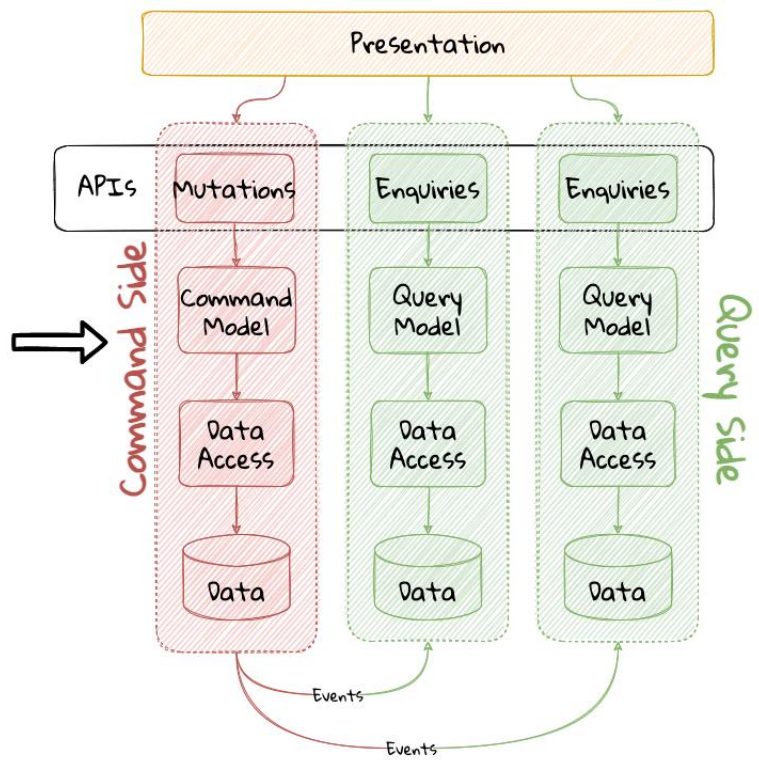 Presentation
APIs
Mutations
Enquiries
Enquiries
Command Side
Command
Model
Query
Model
Query
Model
Query Side
Data
Access
Data
Access
Data
Access
Data
Data
Data
Events
Events